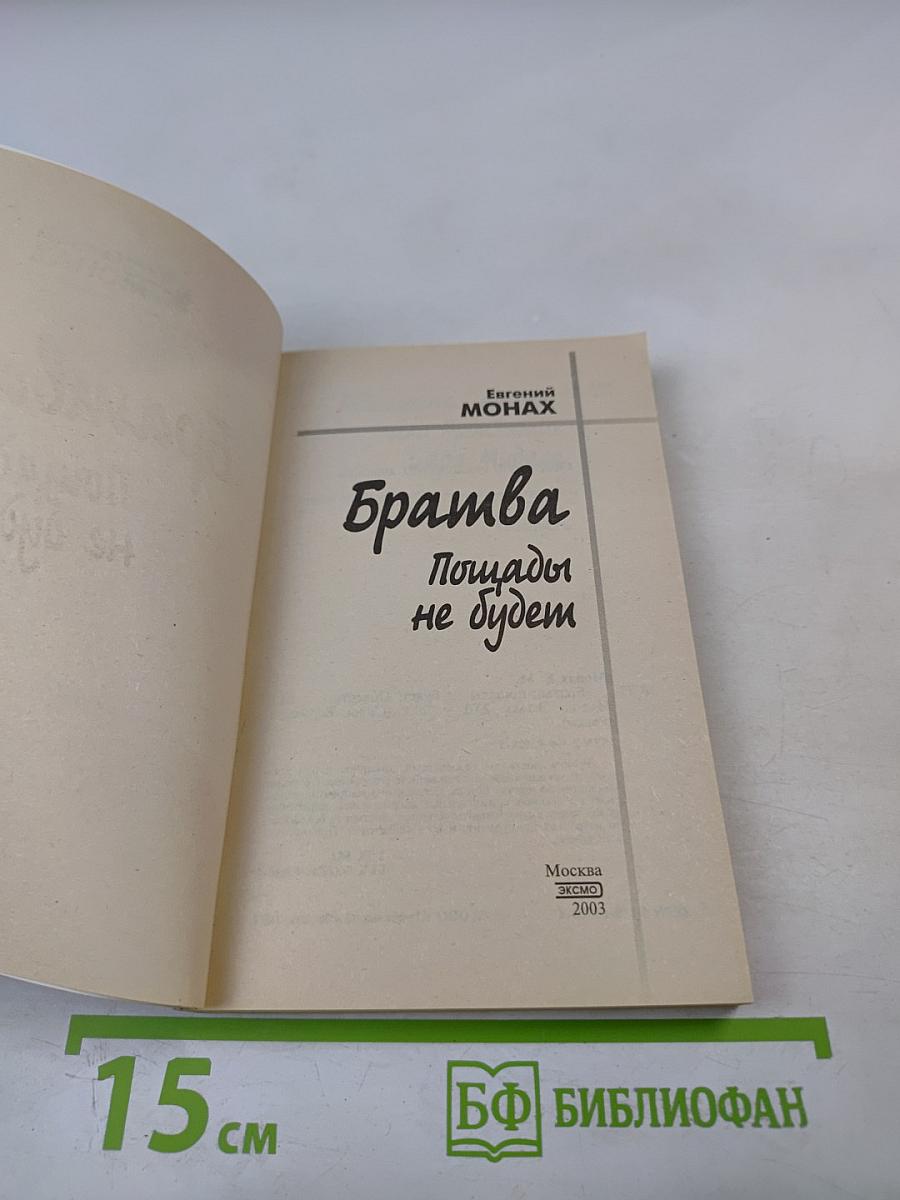 Евгений
МОНАХ
Братва
Пощады
не будет
Москва
ЭКСМО
2003
15 см
БФ БИБЛИОФАН